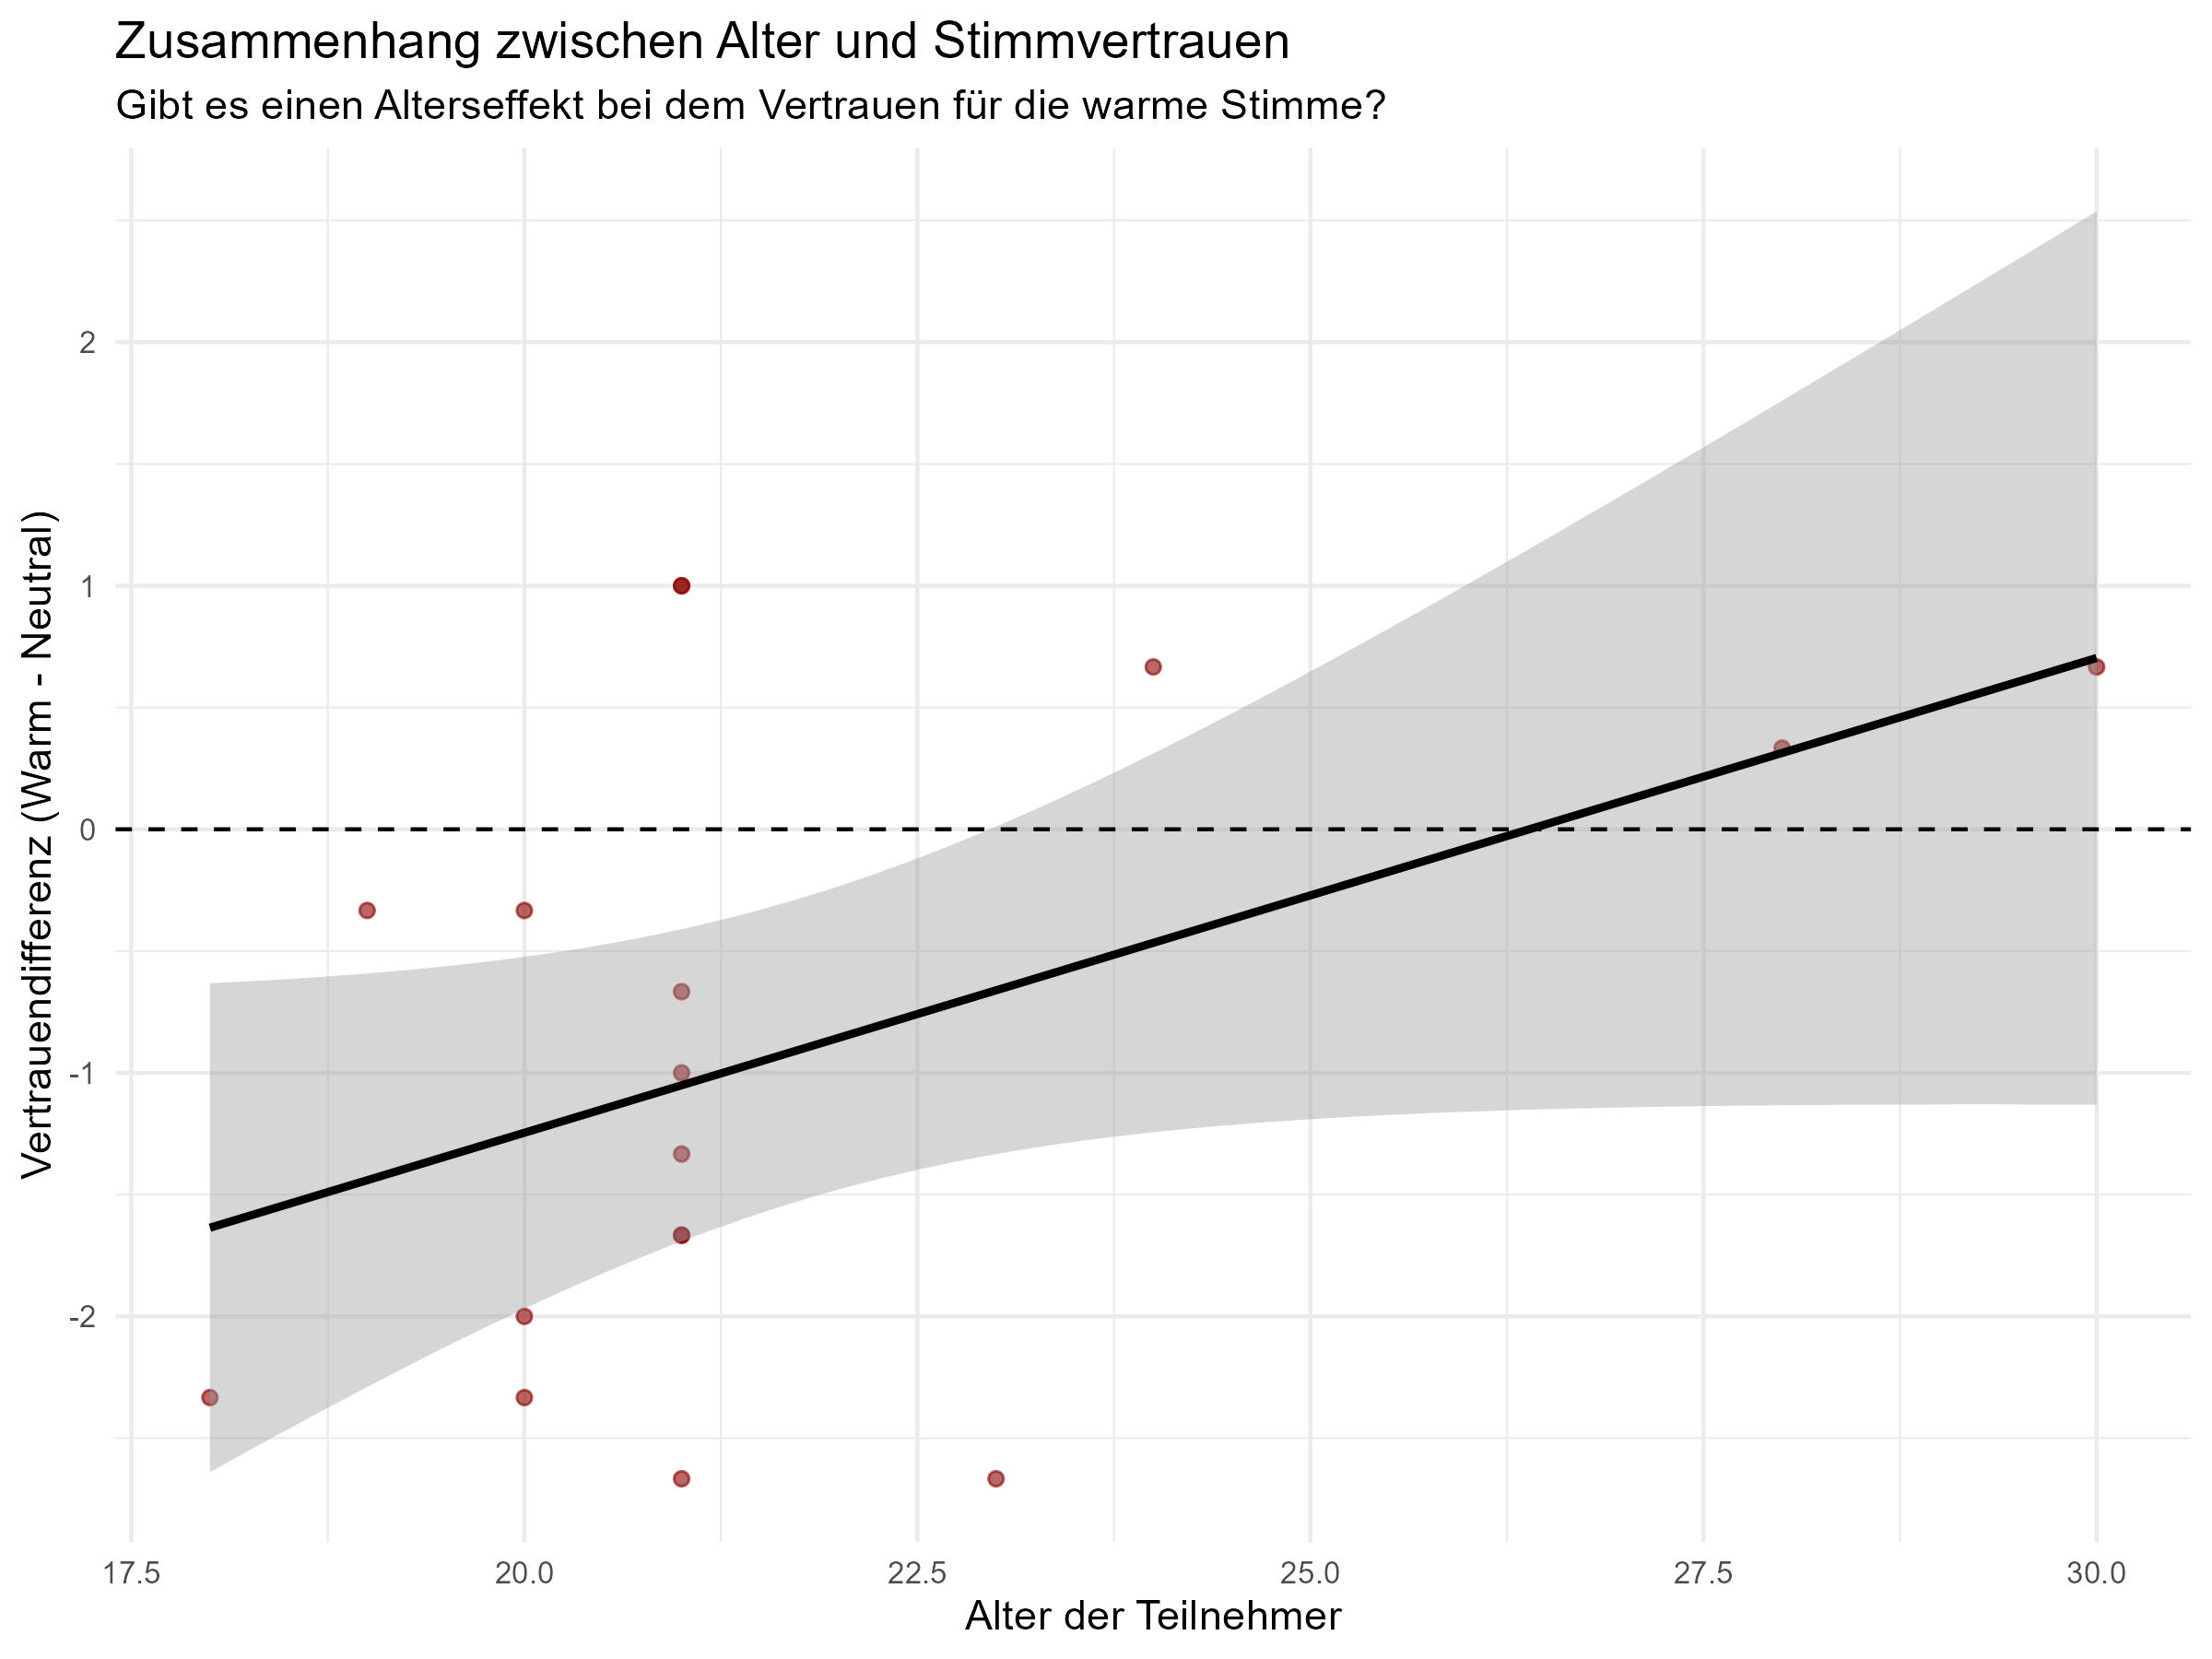 Zusammenhang zwischen Alter und Stimmvertrauen
Gibt es einen Alterseffekt bei dem Vertrauen für die warme Stimme?
Vertrauendifferenz (Warm - Neutral)
2
1
0
-1
-2
17.5 20.0 22.5 25.0 27.5 30.0
Alter der Teilnehmer